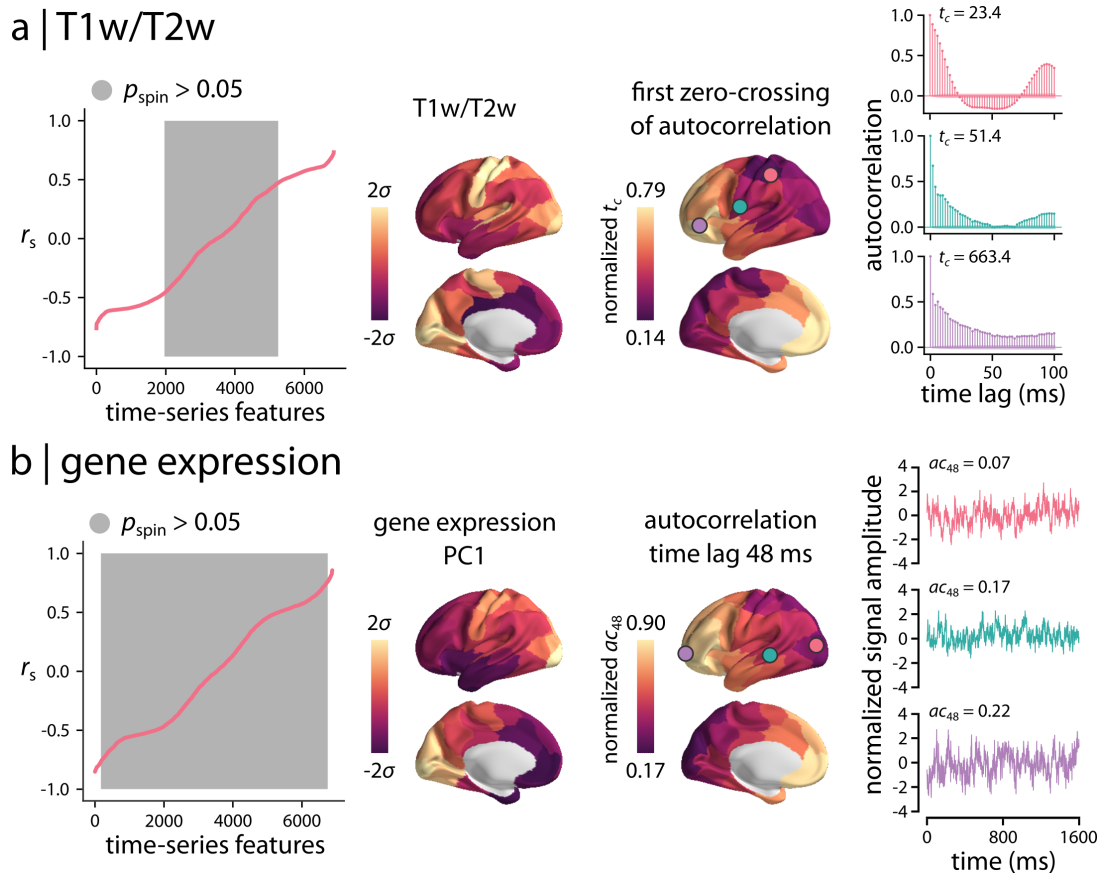 a | T1w/T2w
p_spin > 0.05
1.0
0.5
0.0
-0.5
-1.0
r_s
0
2000
4000
6000
time-series features
T1w/T2w
2σ
-2σ
first zero-crossing
of autocorrelation
0.79
normalized t_c
0.14
t_c = 23.4
1.0
0.5
0.0
t_c = 51.4
1.0
0.5
0.0
t_c = 663.4
1.0
0.5
0.0
autocorrelation
0
50
100
time lag (ms)
b | gene expression
p_spin > 0.05
1.0
0.5
0.0
-0.5
-1.0
r_s
0
2000
4000
6000
time-series features
gene expression
PC1
2σ
-2σ
autocorrelation
time lag 48 ms
0.90
normalized ac_48
0.17
ac_48 = 0.07
4
2
0
-2
-4
ac_48 = 0.17
4
2
0
-2
-4
ac_48 = 0.22
4
2
0
-2
-4
normalized signal amplitude
0
800
1600
time (ms)